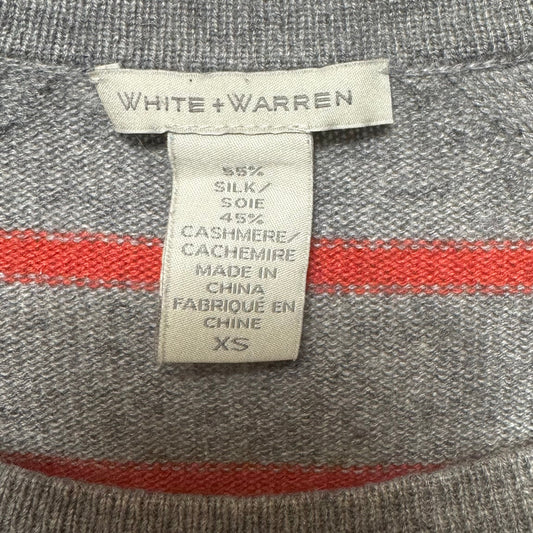 WHITE + WARREN
55%
SILK/
SOIE
45%
CASHMERE/
CACHEMIRE
MADE IN
CHINA
FABRIQUÉ EN
CHINE
XS